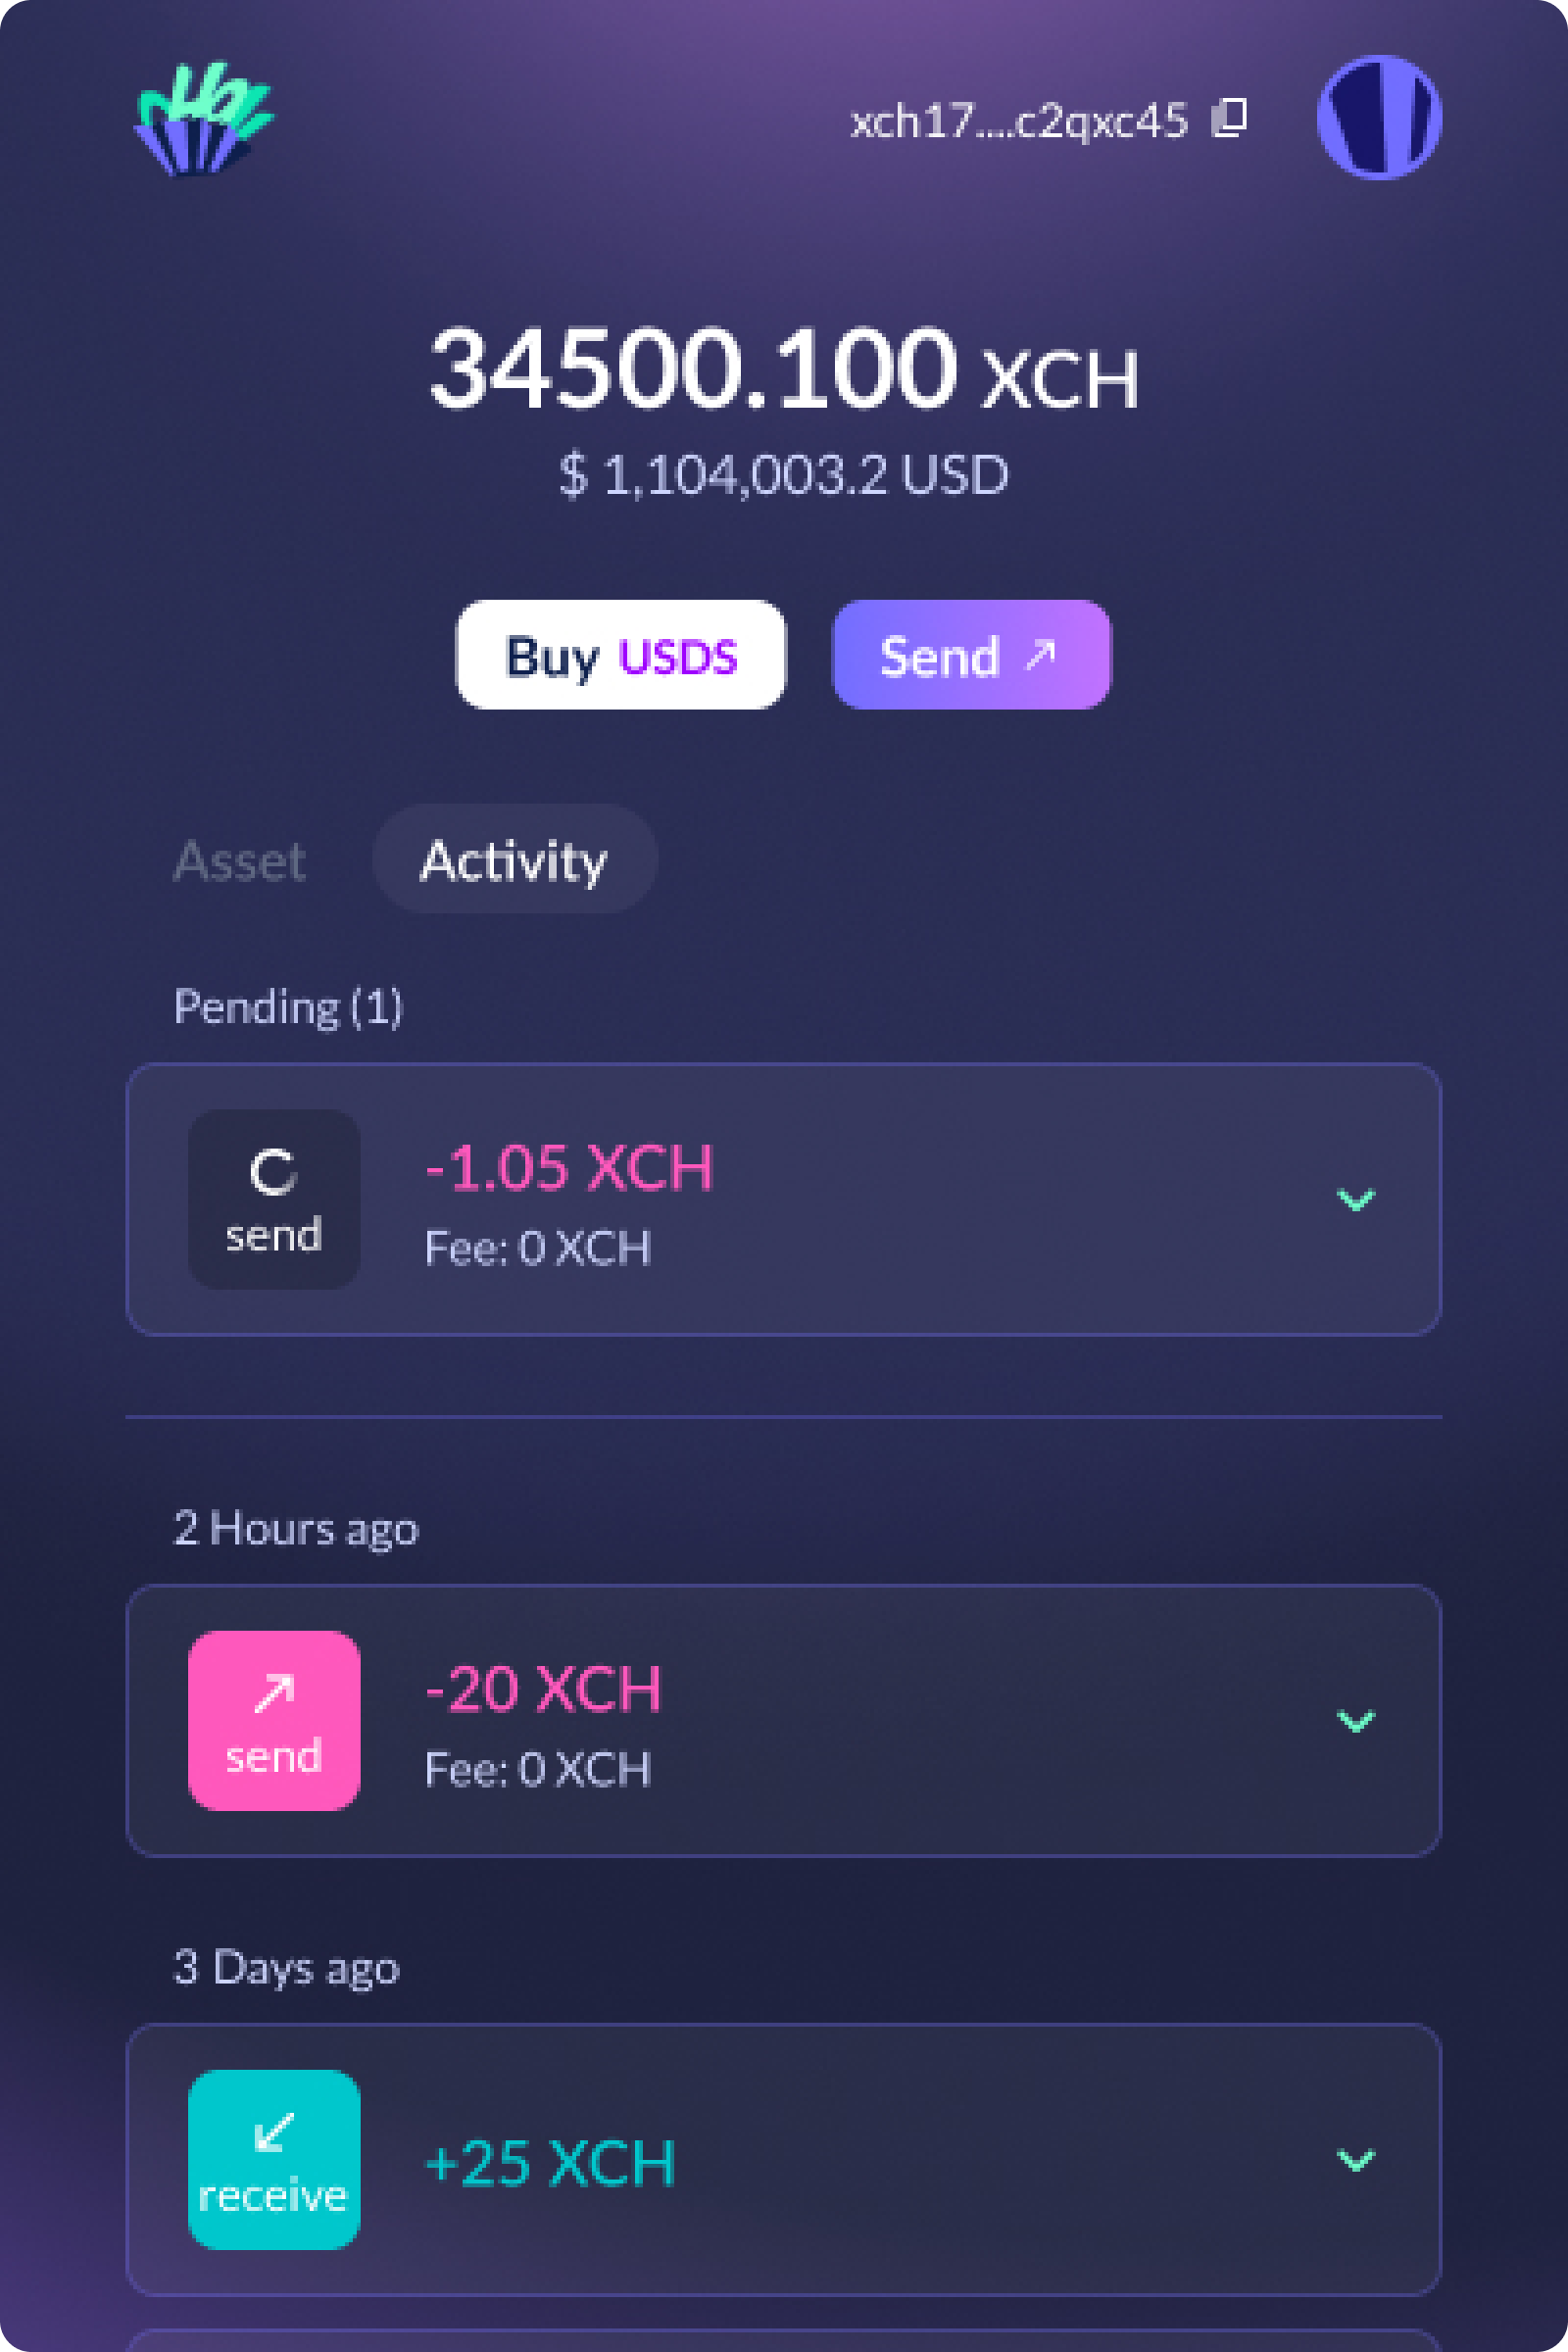 xch17....c2qxc45
34500.100 XCH
$ 1,104,003.2 USD
Buy USDS
Send
Asset
Activity
Pending (1)
send
-1.05 XCH
Fee: 0 XCH
2 Hours ago
send
-20 XCH
Fee: 0 XCH
3 Days ago
receive
+25 XCH